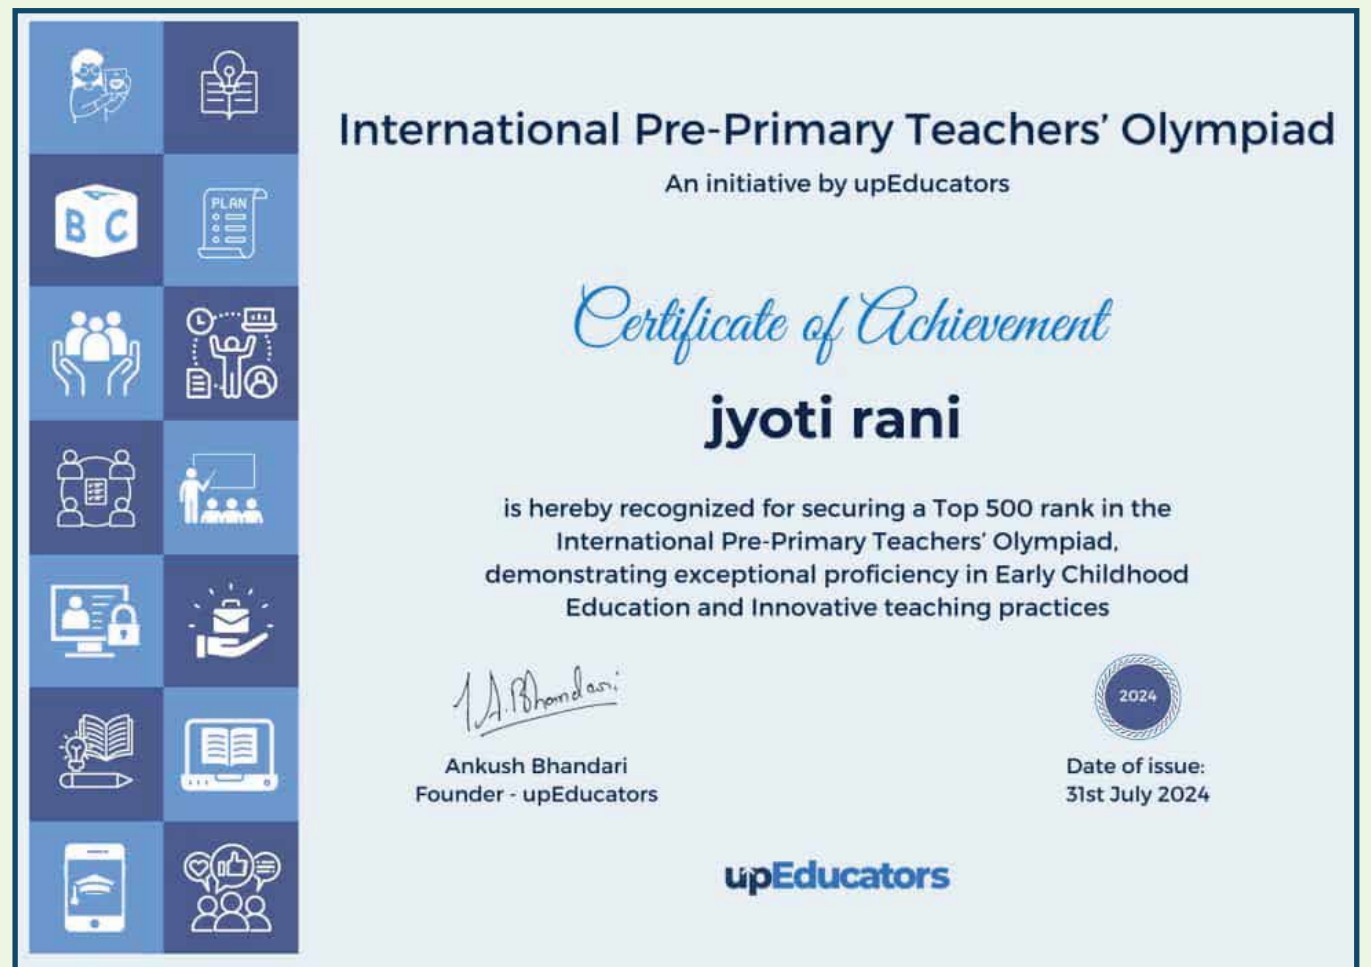 International Pre-Primary Teachers' Olympiad
An initiative by upEducators
B A C
PLAN
Certificate of Achievement
jyoti rani
is hereby recognized for securing a Top 500 rank in the
International Pre-Primary Teachers' Olympiad,
demonstrating exceptional proficiency in Early Childhood
Education and Innovative teaching practices
A.Bhandari
2024
Ankush Bhandari
Founder - upEducators
Date of issue:
31st July 2024
upEducators